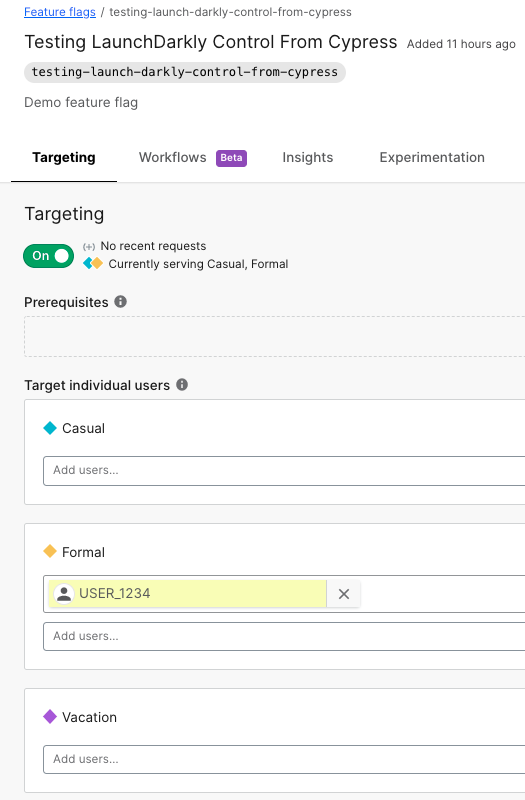 Feature flags / testing-launch-darkly-control-from-cypress
Testing LaunchDarkly Control From Cypress Added 11 hours ago
testing-launch-darkly-control-from-cypress
Demo feature flag
Targeting Workflows Beta Insights Experimentation
Targeting
On
(+) No recent requests
Currently serving Casual, Formal
Prerequisites
Target individual users
Casual
Add users...
Formal
USER_1234
Add users...
Vacation
Add users...